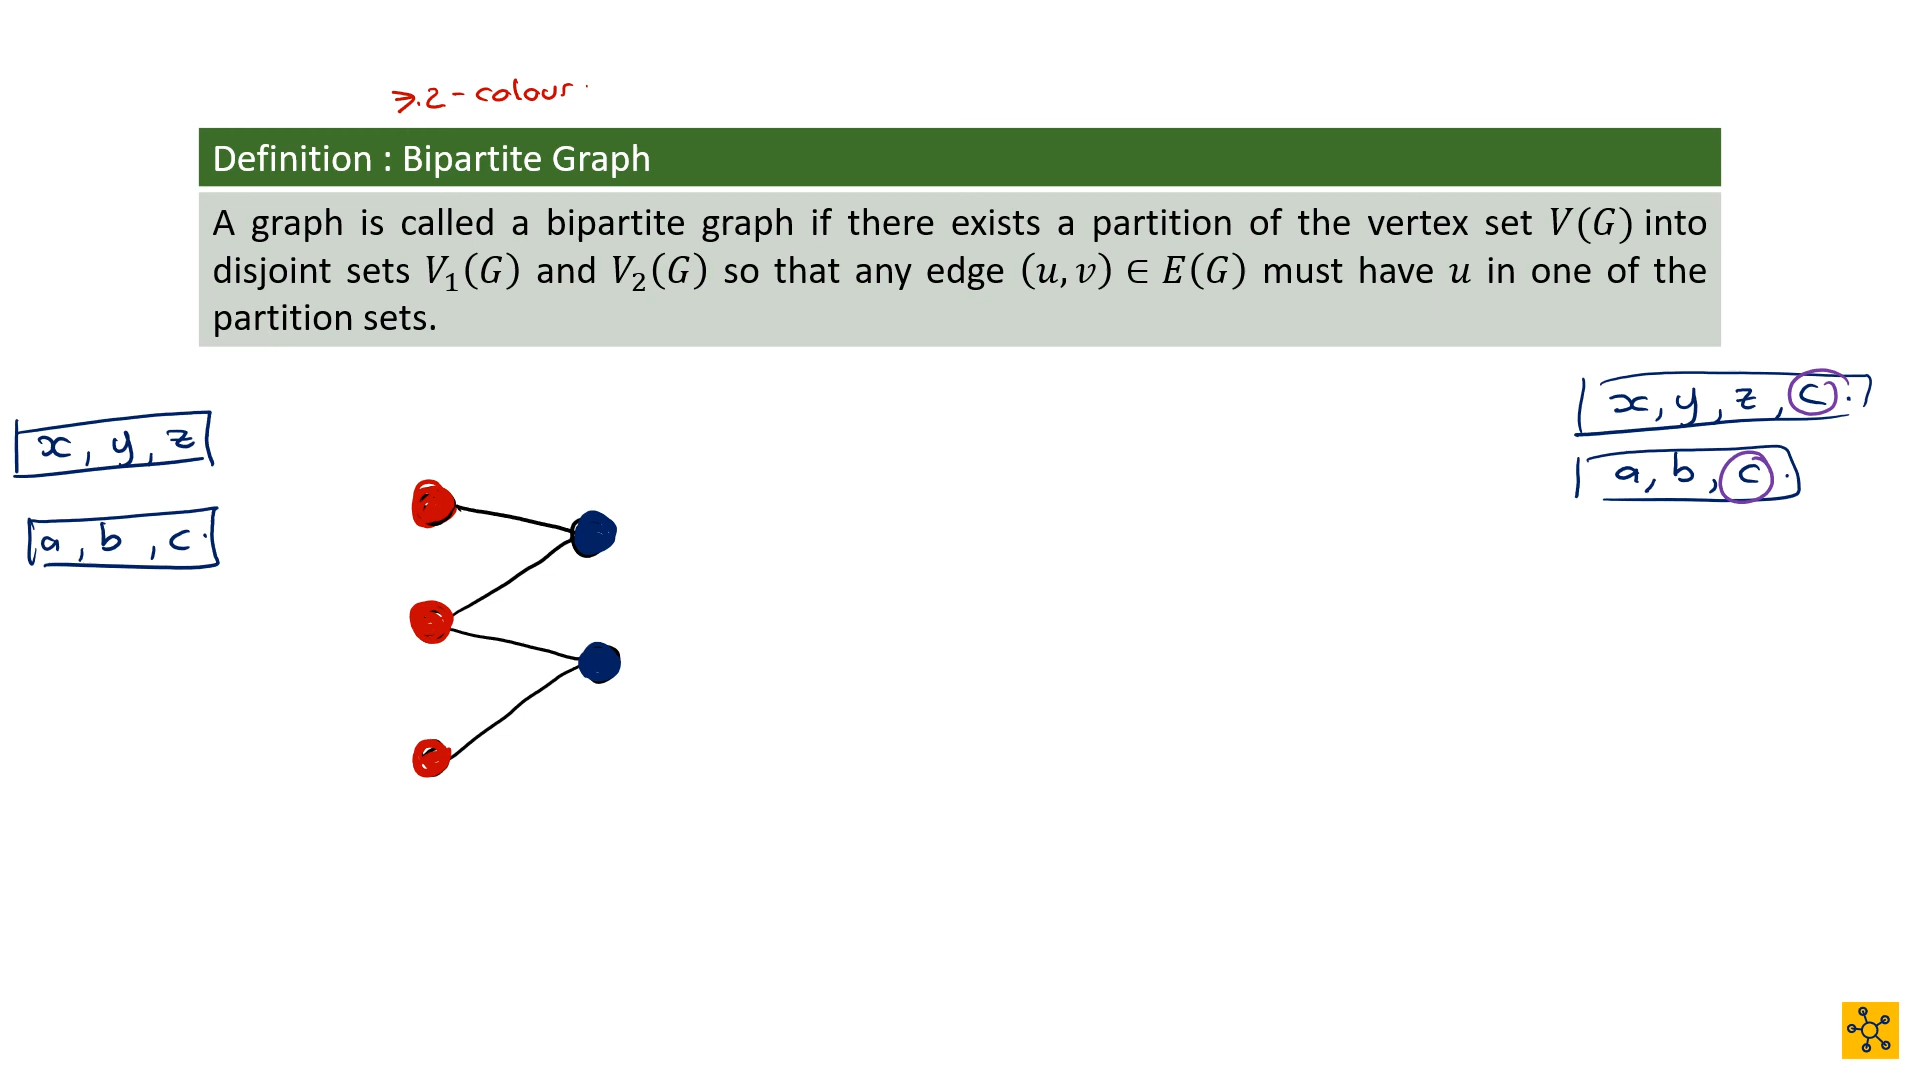 ⩾.2 - colour.
Definition : Bipartite Graph
A graph is called a bipartite graph if there exists a partition of the vertex set V(G) into
disjoint sets V₁(G) and V₂(G) so that any edge (u, v) ∈ E(G) must have u in one of the
partition sets.
x, y, z
a, b, c.
x, y, z, c.
a, b, c.